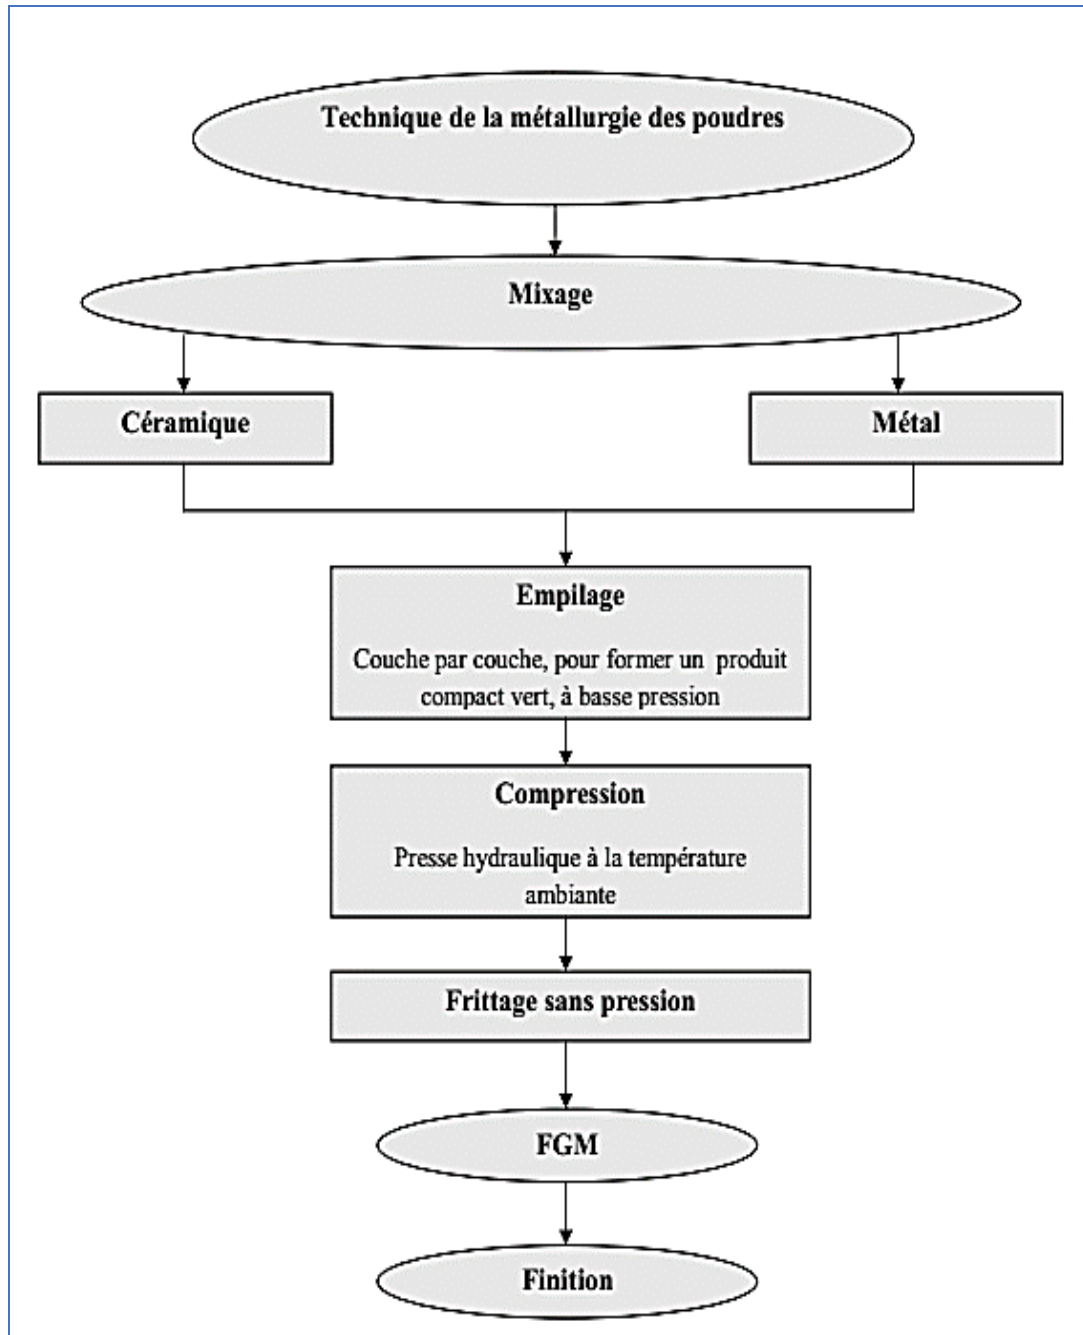 Technique de la métallurgie des poudres
Mixage
Céramique
Métal
Empilage
Couche par couche, pour former un produit
compact vert, à basse pression
Compression
Presse hydraulique à la température
ambiante
Frittage sans pression
FGM
Finition